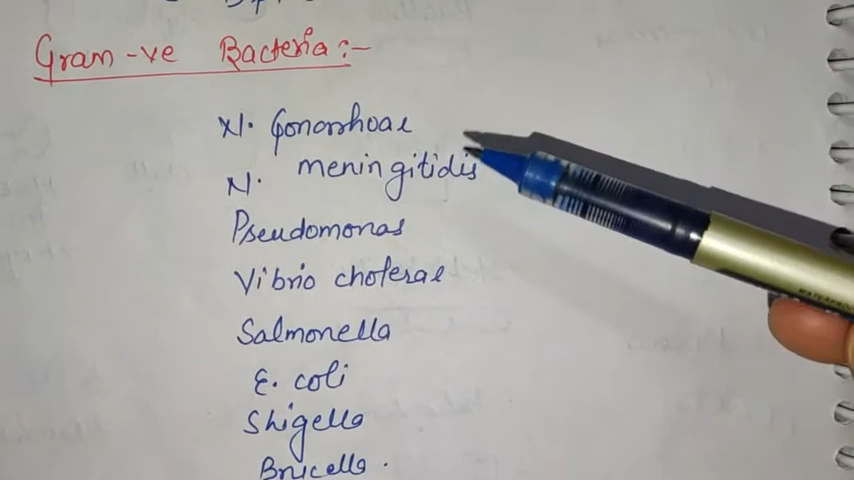 Gram -ve Bacteria :-
N. Gonorrhoae
N. meningitidis
Pseudomonas
Vibrio cholerae
Salmonella
E. coli
Shigella
Brucella .